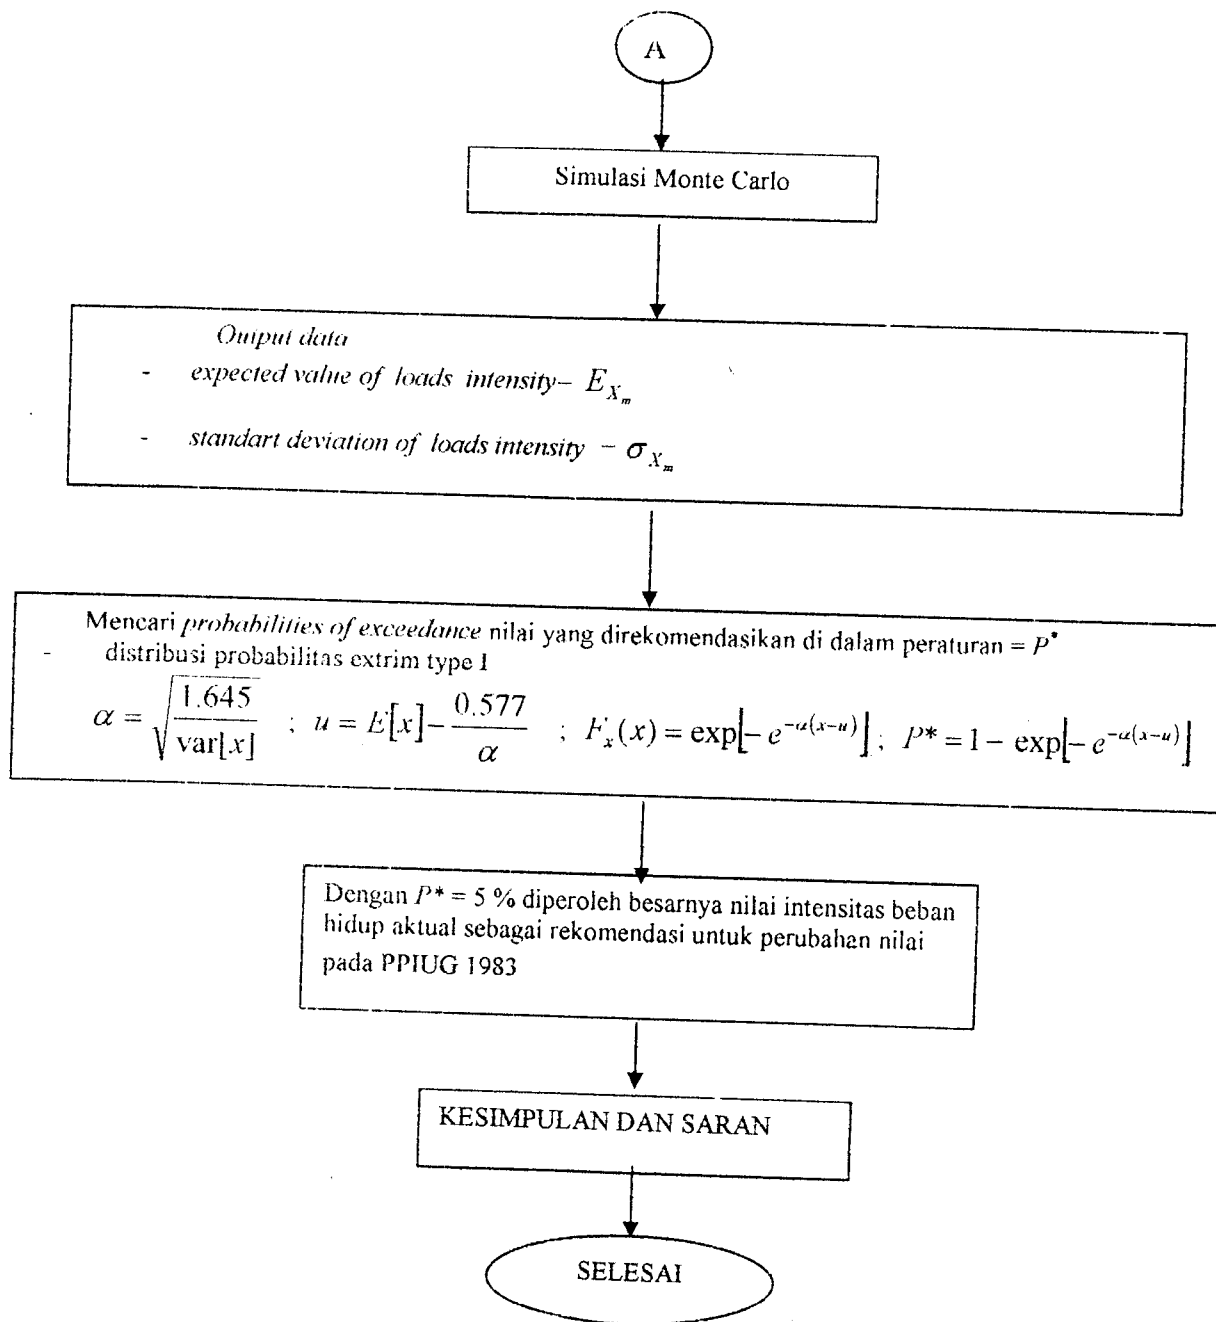 A
Simulasi Monte Carlo
Output data
- expected value of loads intensity– E_{X_m}
- standart deviation of loads intensity – σ_{X_m}
Mencari probabilities of exceedance nilai yang direkomendasikan di dalam peraturan = P*
- distribusi probabilitas extrim type I
α = √(1.645 / var[x]) ; u = E[x] – 0.577 / α ; F_x(x) = exp[– e^{–α(x–u)}] ; P* = 1 – exp[– e^{–α(x–u)}]
Dengan P* = 5 % diperoleh besarnya nilai intensitas beban
hidup aktual sebagai rekomendasi untuk perubahan nilai
pada PPIUG 1983
KESIMPULAN DAN SARAN
SELESAI